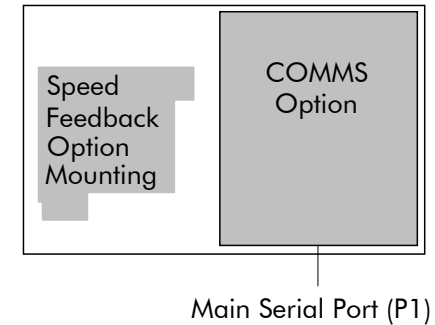 Speed
Feedback
Option
Mounting
COMMS
Option
Main Serial Port (P1)